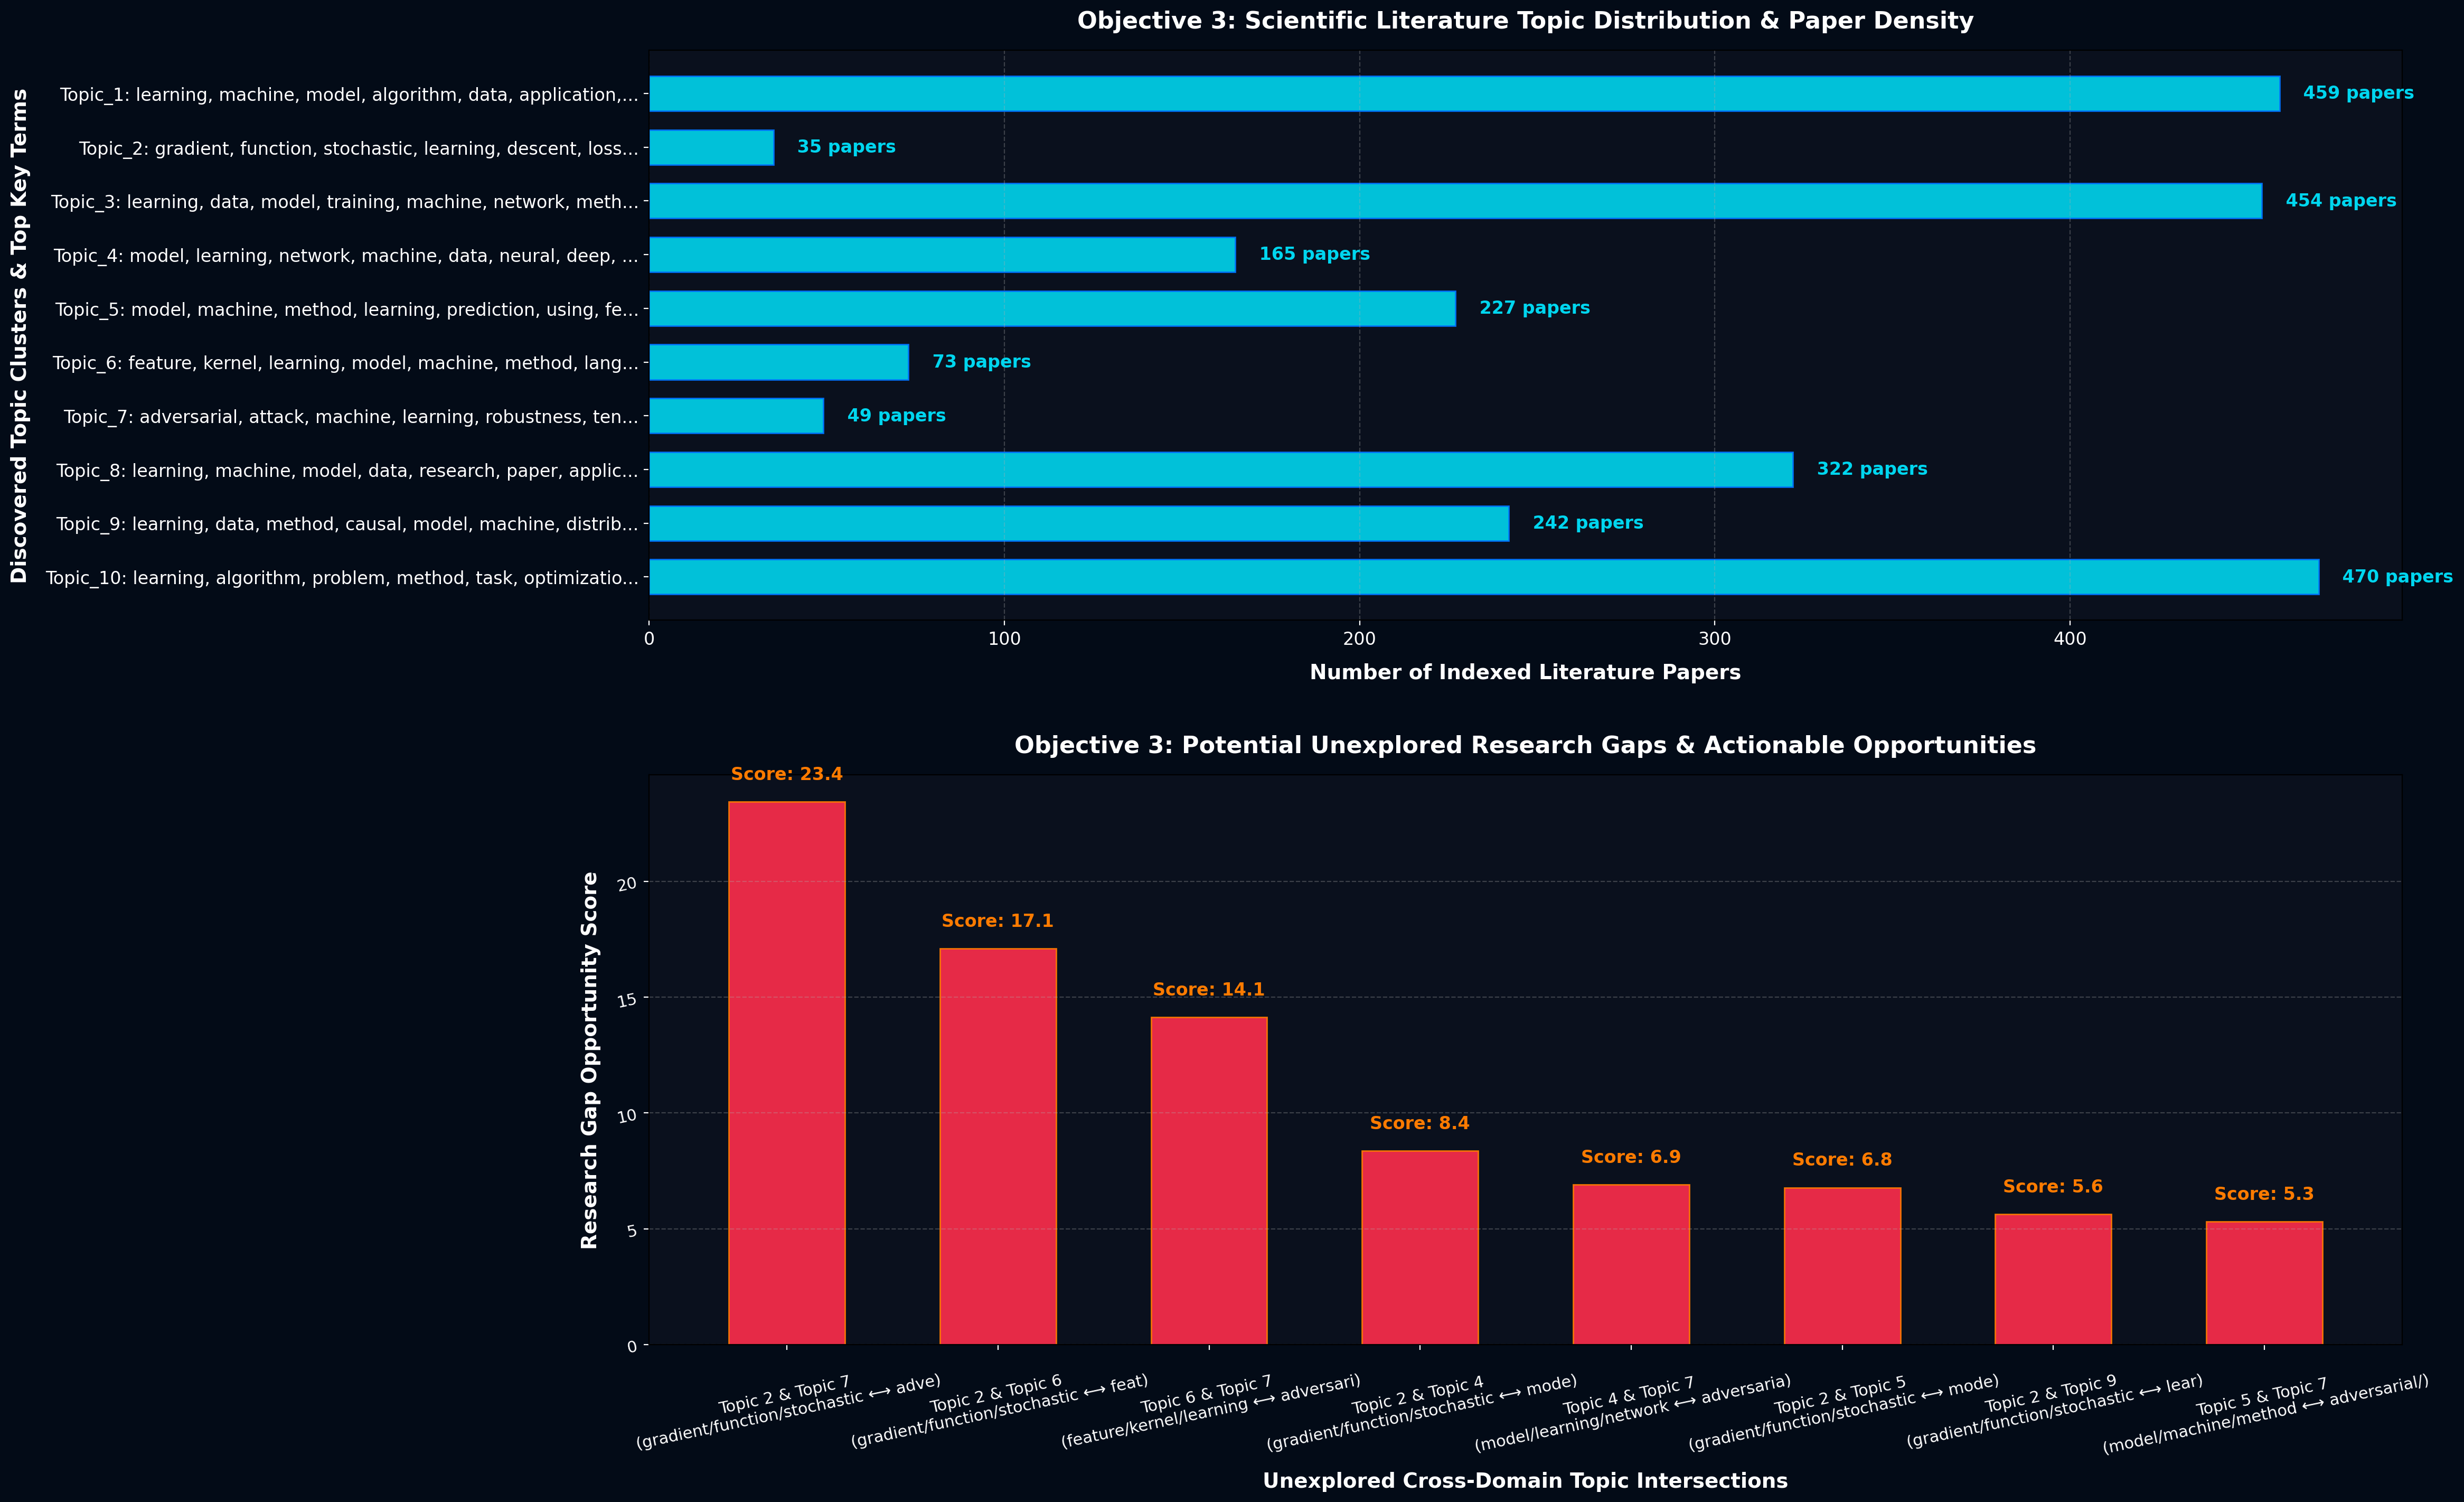 Objective 3: Scientific Literature Topic Distribution & Paper Density
Discovered Topic Clusters & Top Key Terms
Topic_1: learning, machine, model, algorithm, data, application,...
459 papers
Topic_2: gradient, function, stochastic, learning, descent, loss...
35 papers
Topic_3: learning, data, model, training, machine, network, meth...
454 papers
Topic_4: model, learning, network, machine, data, neural, deep, ...
165 papers
Topic_5: model, machine, method, learning, prediction, using, fe...
227 papers
Topic_6: feature, kernel, learning, model, machine, method, lang...
73 papers
Topic_7: adversarial, attack, machine, learning, robustness, ten...
49 papers
Topic_8: learning, machine, model, data, research, paper, applic...
322 papers
Topic_9: learning, data, method, causal, model, machine, distrib...
242 papers
Topic_10: learning, algorithm, problem, method, task, optimizatio...
470 papers
0 100 200 300 400
Number of Indexed Literature Papers
Objective 3: Potential Unexplored Research Gaps & Actionable Opportunities
Research Gap Opportunity Score
20
15
10
5
0
Score: 23.4
Score: 17.1
Score: 14.1
Score: 8.4
Score: 6.9
Score: 6.8
Score: 5.6
Score: 5.3
Topic 2 & Topic 7
(gradient/function/stochastic ⟷ adve)
Topic 2 & Topic 6
(gradient/function/stochastic ⟷ feat)
Topic 6 & Topic 7
(feature/kernel/learning ⟷ adversari)
Topic 2 & Topic 4
(gradient/function/stochastic ⟷ mode)
Topic 4 & Topic 7
(model/learning/network ⟷ adversaria)
Topic 2 & Topic 5
(gradient/function/stochastic ⟷ mode)
Topic 2 & Topic 9
(gradient/function/stochastic ⟷ lear)
Topic 5 & Topic 7
(model/machine/method ⟷ adversarial/)
Unexplored Cross-Domain Topic Intersections